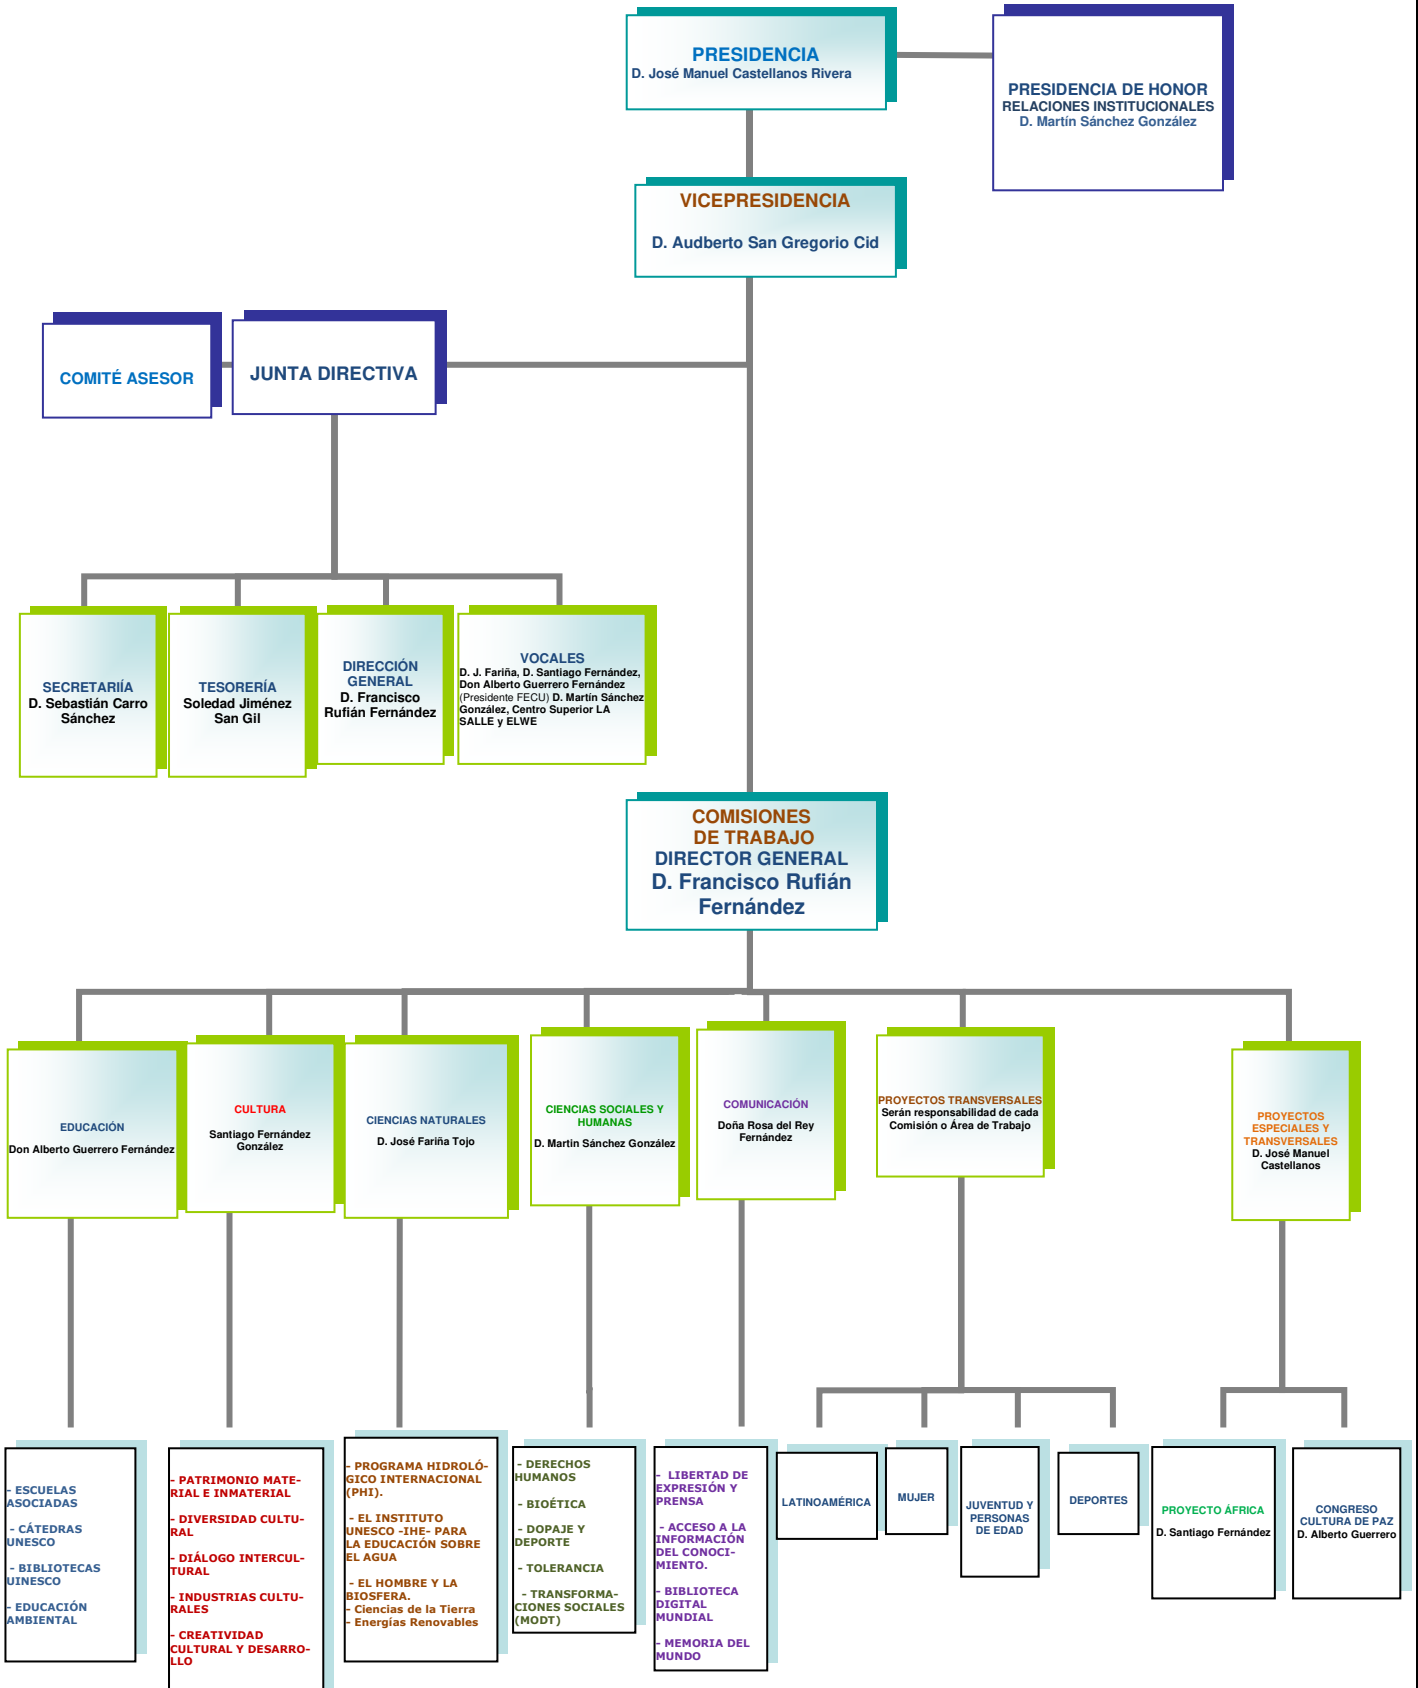 PRESIDENCIA
D. José Manuel Castellanos Rivera
PRESIDENCIA DE HONOR
RELACIONES INSTITUCIONALES
D. Martín Sánchez González
VICEPRESIDENCIA
D. Audberto San Gregorio Cid
COMITÉ ASESOR
JUNTA DIRECTIVA
SECRETARIÍA
D. Sebastián Carro
Sánchez
TESORERÍA
Soledad Jiménez
San Gil
DIRECCIÓN
GENERAL
D. Francisco
Rufián Fernández
VOCALES
D. J. Fariña, D. Santiago Fernández,
Don Alberto Guerrero Fernández
(Presidente FECU) D. Martín Sánchez
González, Centro Superior LA
SALLE y ELWE
COMISIONES
DE TRABAJO
DIRECTOR GENERAL
D. Francisco Rufián
Fernández
EDUCACIÓN
Don Alberto Guerrero Fernández
CULTURA
Santiago Fernández
González
CIENCIAS NATURALES
D. José Fariña Tojo
CIENCIAS SOCIALES Y
HUMANAS
D. Martin Sánchez González
COMUNICACIÓN
Doña Rosa del Rey
Fernández
PROYECTOS TRANSVERSALES
Serán responsabilidad de cada
Comisión o Área de Trabajo
PROYECTOS
ESPECIALES Y
TRANSVERSALES
D. José Manuel
Castellanos
- ESCUELAS
ASOCIADAS
- CÁTEDRAS
UNESCO
- BIBLIOTECAS
UINESCO
- EDUCACIÓN
AMBIENTAL
- PATRIMONIO MATE-
RIAL E INMATERIAL
- DIVERSIDAD CULTU-
RAL
- DIÁLOGO INTERCUL-
TURAL
- INDUSTRIAS CULTU-
RALES
- CREATIVIDAD
CULTURAL Y DESARRO-
LLO
- PROGRAMA HIDROLÓ-
GICO INTERNACIONAL
(PHI).
- EL INSTITUTO
UNESCO -IHE- PARA
LA EDUCACIÓN SOBRE
EL AGUA
- EL HOMBRE Y LA
BIOSFERA.
- Ciencias de la Tierra
- Energías Renovables
- DERECHOS
HUMANOS
- BIOÉTICA
- DOPAJE Y
DEPORTE
- TOLERANCIA
- TRANSFORMA-
CIONES SOCIALES
(MODT)
- LIBERTAD DE
EXPRESIÓN Y
PRENSA
- ACCESO A LA
INFORMACIÓN
DEL CONOCI-
MIENTO.
- BIBLIOTECA
DIGITAL
MUNDIAL
- MEMORIA DEL
MUNDO
LATINOAMÉRICA
MUJER
JUVENTUD Y
PERSONAS
DE EDAD
DEPORTES
PROYECTO ÁFRICA
D. Santiago Fernández
CONGRESO
CULTURA DE PAZ
D. Alberto Guerrero